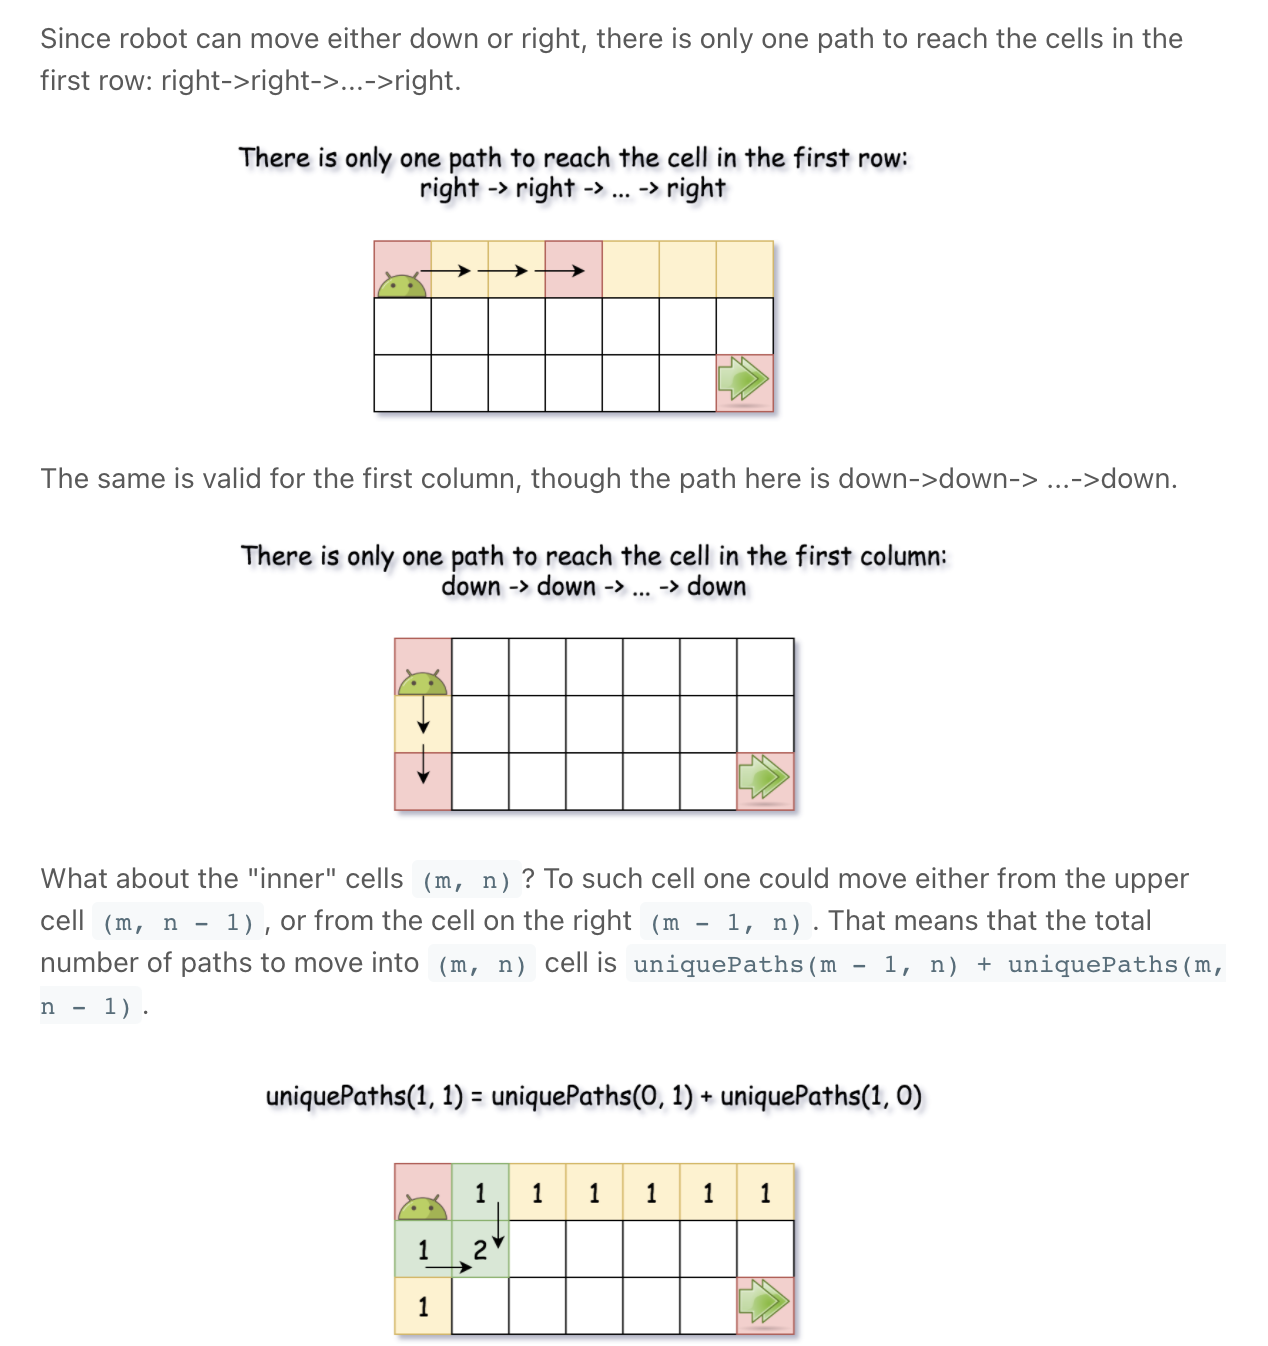 Since robot can move either down or right, there is only one path to reach the cells in the
first row: right->right->...->right.
There is only one path to reach the cell in the first row:
right -> right -> ... -> right
The same is valid for the first column, though the path here is down->down-> ...->down.
There is only one path to reach the cell in the first column:
down -> down -> ... -> down
What about the "inner" cells (m, n) ? To such cell one could move either from the upper
cell (m, n - 1) , or from the cell on the right (m - 1, n) . That means that the total
number of paths to move into (m, n) cell is uniquePaths(m - 1, n) + uniquePaths(m,
n - 1) .
uniquePaths(1, 1) = uniquePaths(0, 1) + uniquePaths(1, 0)
1 1 1 1 1 1
1 2
1